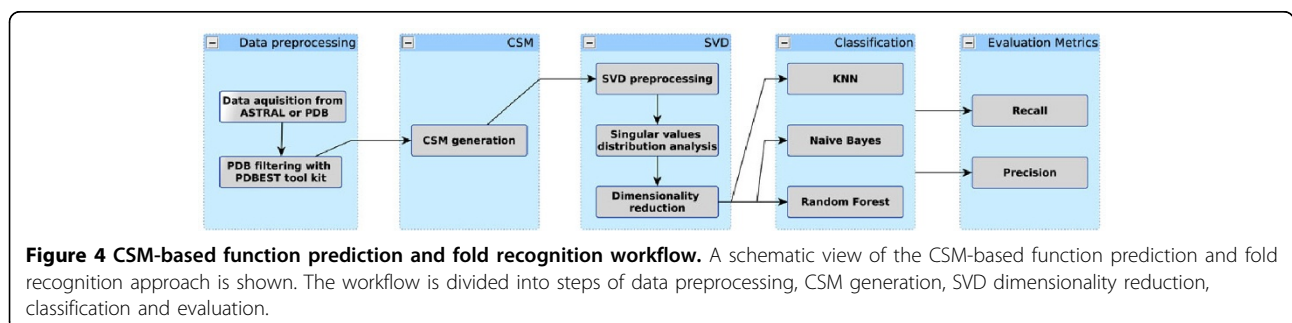 Data preprocessing
Data aquisition from
ASTRAL or PDB
PDB filtering with
PDBEST tool kit
CSM
CSM generation
SVD
SVD preprocessing
Singular values
distribution analysis
Dimensionality
reduction
Classification
KNN
Naive Bayes
Random Forest
Evaluation Metrics
Recall
Precision
Figure 4 CSM-based function prediction and fold recognition workflow. A schematic view of the CSM-based function prediction and fold
recognition approach is shown. The workflow is divided into steps of data preprocessing, CSM generation, SVD dimensionality reduction,
classification and evaluation.